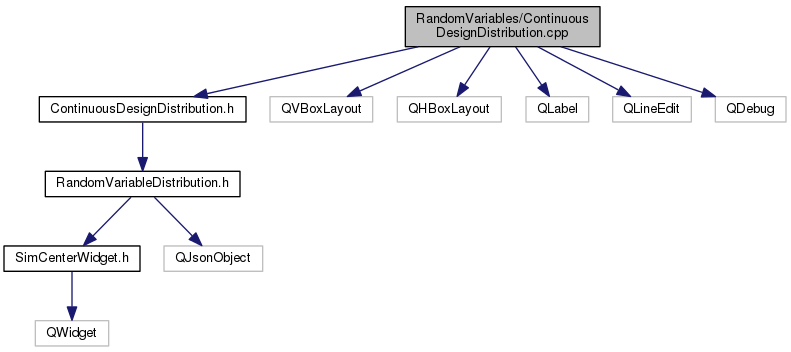 RandomVariables/Continuous
DesignDistribution.cpp
ContinuousDesignDistribution.h
QVBoxLayout
QHBoxLayout
QLabel
QLineEdit
QDebug
RandomVariableDistribution.h
SimCenterWidget.h
QJsonObject
QWidget